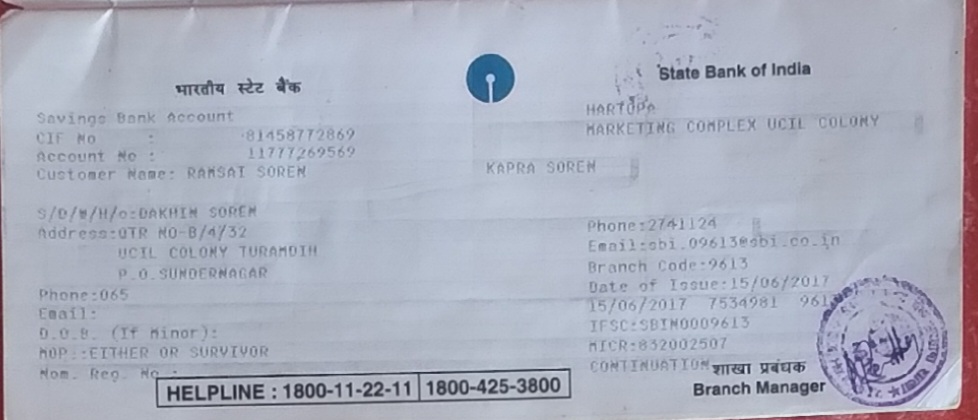 भारतीय स्टेट बैंक
State Bank of India
Savings Bank Account
CIF No : 81458772869
Account No : 11777269569
Customer Name: RAMSAI SOREN KAPRA SOREN
HARTOPA
MARKETING COMPLEX UCIL COLONY
S/D/W/H/o:DAKHIN SOREN
Address:QTR NO-B/4/32
UCIL COLONY TURAMDIH
P.O.SUNDERNAGAR
Phone:065
Email:
D.O.B. (If Minor):
MOP.:EITHER OR SURVIVOR
Nom. Reg. No :
Phone:2741124
Email:sbi.09613@sbi.co.in
Branch Code:9613
Date of Issue:15/06/2017
15/06/2017 7534981 961
IFSC:SBIN0009613
MICR:832002507
CONTINUATION
शाखा प्रबंधक
Branch Manager
HELPLINE : 1800-11-22-11 1800-425-3800